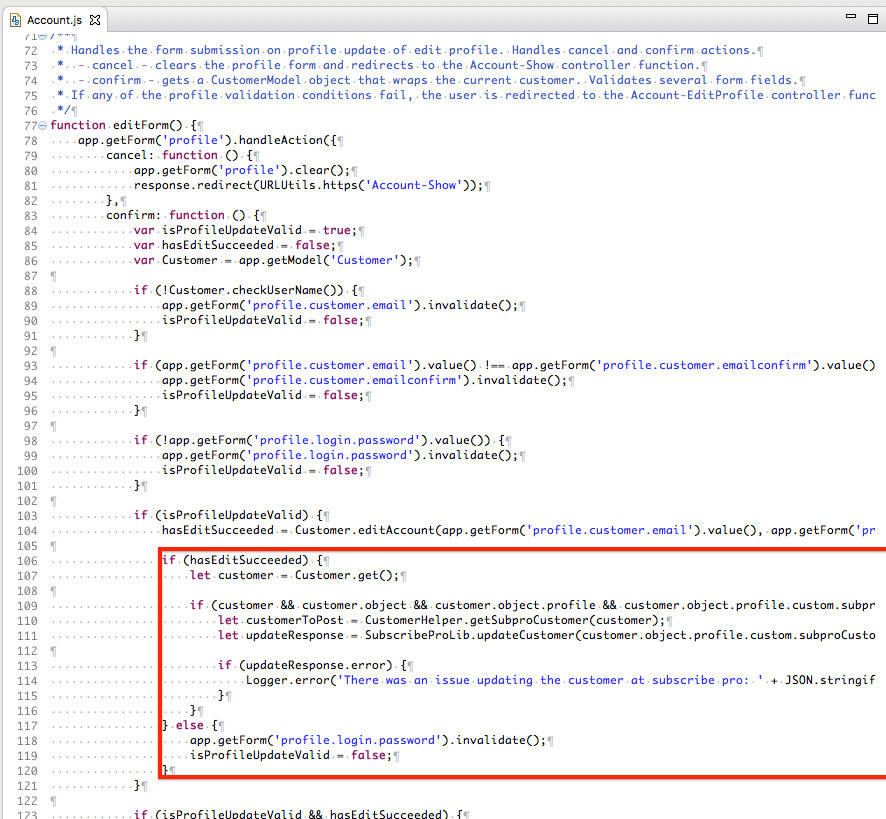 Account.js
71 /**¶
72 * Handles the form submission on profile update of edit profile. Handles cancel and confirm actions.¶
73 * - cancel - clears the profile form and redirects to the Account-Show controller function.¶
74 * - confirm - gets a CustomerModel object that wraps the current customer. Validates several form fields.¶
75 * If any of the profile validation conditions fail, the user is redirected to the Account-EditProfile controller func
76 */¶
77 function editForm() {¶
78 ····app.getForm('profile').handleAction({¶
79 ········cancel: function () {¶
80 ············app.getForm('profile').clear();¶
81 ············response.redirect(URLUtils.https('Account-Show'));¶
82 ········},¶
83 ········confirm: function () {¶
84 ············var isProfileUpdateValid = true;¶
85 ············var hasEditSucceeded = false;¶
86 ············var Customer = app.getModel('Customer');¶
87 ¶
88 ············if (!Customer.checkUserName()) {¶
89 ················app.getForm('profile.customer.email').invalidate();¶
90 ················isProfileUpdateValid = false;¶
91 ············}¶
92 ¶
93 ············if (app.getForm('profile.customer.email').value() !== app.getForm('profile.customer.emailconfirm').value()
94 ················app.getForm('profile.customer.emailconfirm').invalidate();¶
95 ················isProfileUpdateValid = false;¶
96 ············}¶
97 ¶
98 ············if (!app.getForm('profile.login.password').value()) {¶
99 ················app.getForm('profile.login.password').invalidate();¶
100 ················isProfileUpdateValid = false;¶
101 ············}¶
102 ¶
103 ············if (isProfileUpdateValid) {¶
104 ················hasEditSucceeded = Customer.editAccount(app.getForm('profile.customer.email').value(), app.getForm('pr
105 ¶
106 ················if (hasEditSucceeded) {¶
107 ····················let customer = Customer.get();¶
108 ¶
109 ····················if (customer && customer.object && customer.object.profile && customer.object.profile.custom.subpr
110 ························let customerToPost = CustomerHelper.getSubproCustomer(customer);¶
111 ························let updateResponse = SubscribeProLib.updateCustomer(customer.object.profile.custom.subproCusto
112 ¶
113 ························if (updateResponse.error) {¶
114 ····························Logger.error('There was an issue updating the customer at subscribe pro: ' + JSON.stringif
115 ························}¶
116 ····················}¶
117 ················} else {¶
118 ····················app.getForm('profile.login.password').invalidate();¶
119 ····················isProfileUpdateValid = false;¶
120 ················}¶
121 ············}¶
122 ¶
123 ············if (isProfileUpdateValid && hasEditSucceeded) {¶